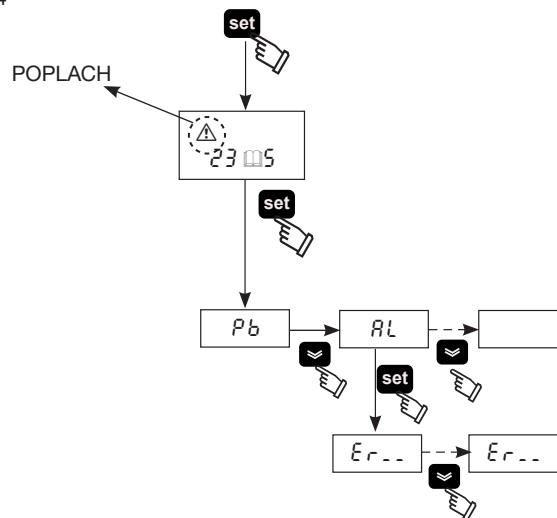 set
POPLACH
23 5
set
Pb
AL
set
Er__
Er__